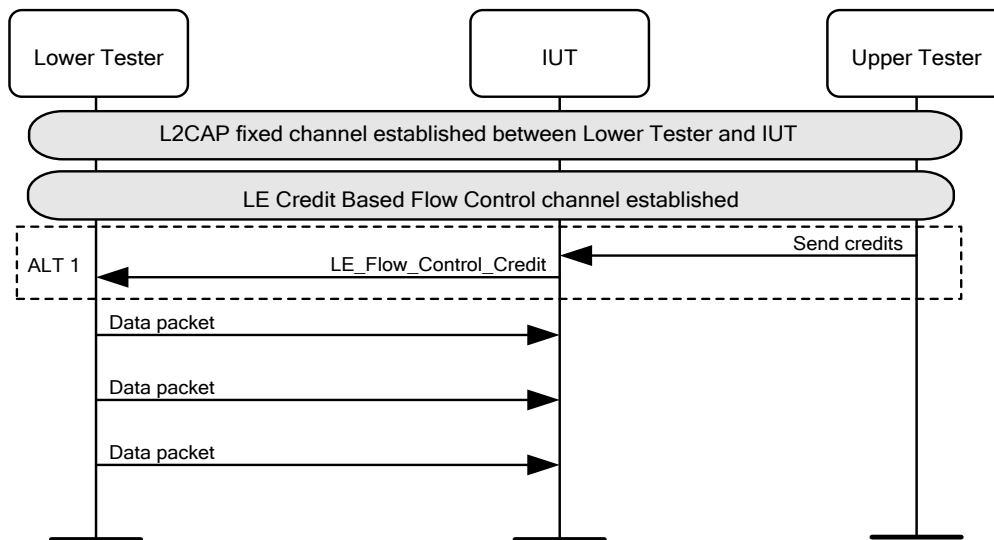 Lower Tester
IUT
Upper Tester
L2CAP fixed channel established between Lower Tester and IUT
LE Credit Based Flow Control channel established
Send credits
ALT 1
LE_Flow_Control_Credit
Data packet
Data packet
Data packet